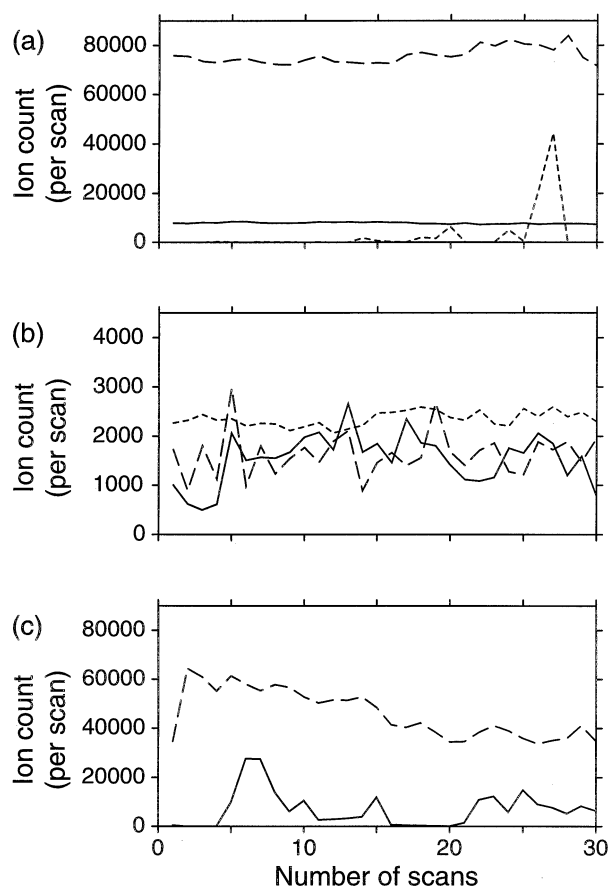 (a)
80000
60000
40000
20000
0
Ion count
(per scan)
(b)
4000
3000
2000
1000
0
Ion count
(per scan)
(c)
80000
60000
40000
20000
0
Ion count
(per scan)
0 10 20 30
Number of scans